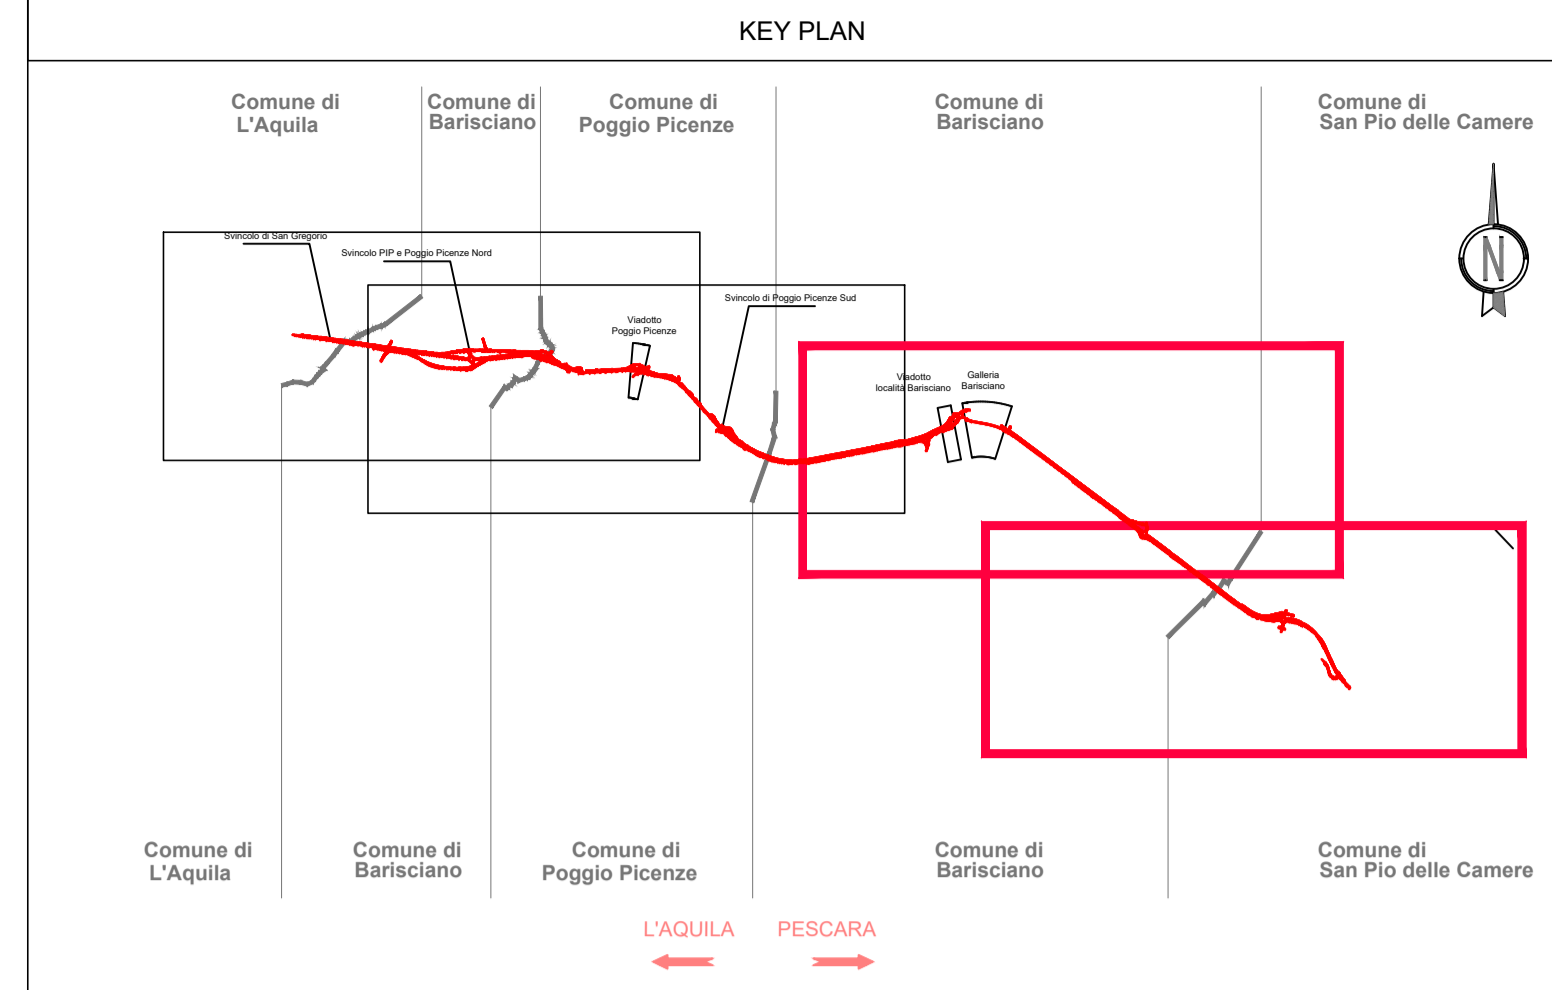 KEY PLAN
Comune di
L'Aquila
Comune di
Barisciano
Comune di
Poggio Picenze
Comune di
Barisciano
Comune di
San Pio delle Camere
N
Svincolo di San Gregorio
Svincolo PIP e Poggio Picenze Nord
Svincolo di Poggio Picenze Sud
Viadotto
Poggio Picenze
Viadotto
località Barisciano
Galleria
Barisciano
Comune di
L'Aquila
Comune di
Barisciano
Comune di
Poggio Picenze
Comune di
Barisciano
Comune di
San Pio delle Camere
L'AQUILA
PESCARA